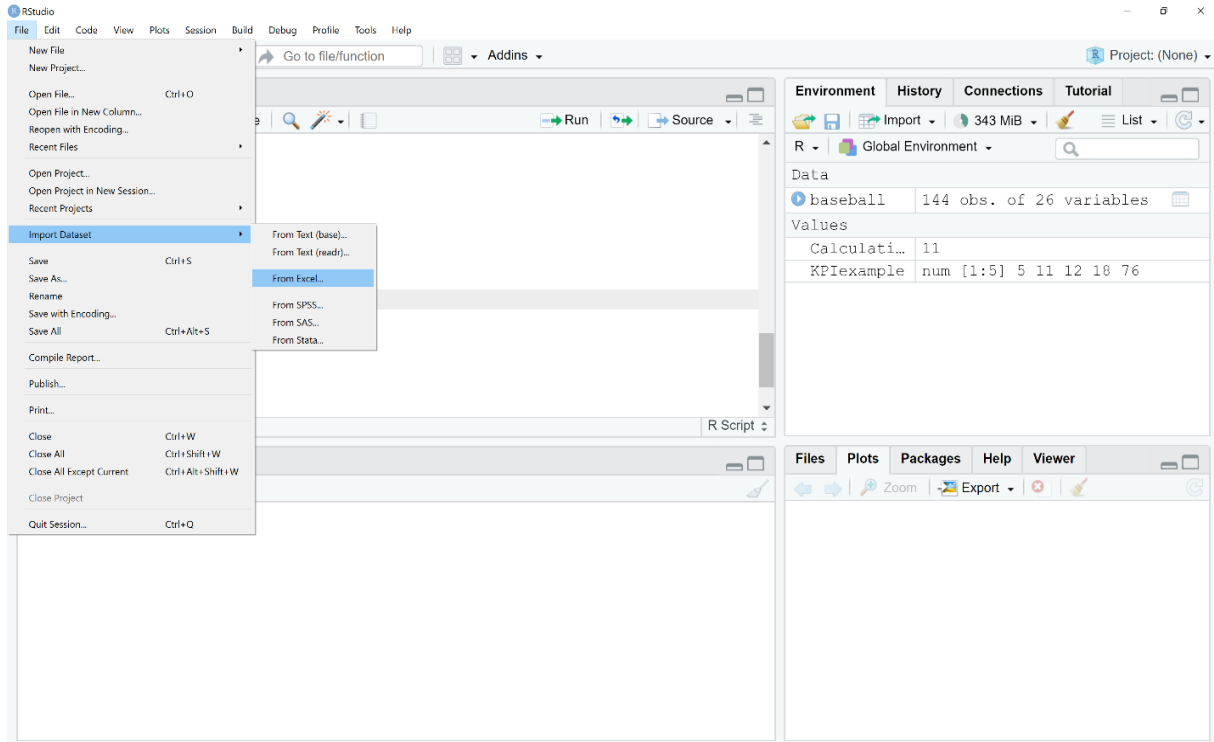 RStudio
File Edit Code View Plots Session Build Debug Profile Tools Help
Go to file/function Addins Project: (None)
New File
New Project...
Open File... Ctrl+O
Open File in New Column...
Reopen with Encoding...
Recent Files
Open Project...
Open Project in New Session...
Recent Projects
Import Dataset
Save Ctrl+S
Save As...
Rename
Save with Encoding...
Save All Ctrl+Alt+S
Compile Report...
Publish...
Print...
Close Ctrl+W
Close All Ctrl+Shift+W
Close All Except Current Ctrl+Alt+Shift+W
Close Project
Quit Session... Ctrl+Q
From Text (base)...
From Text (readr)...
From Excel...
From SPSS...
From SAS...
From Stata...
Run Source
R Script
Environment History Connections Tutorial
Import 343 MiB List
R Global Environment
Data
baseball 144 obs. of 26 variables
Values
Calculati... 11
KPIexample num [1:5] 5 11 12 18 76
Files Plots Packages Help Viewer
Zoom Export